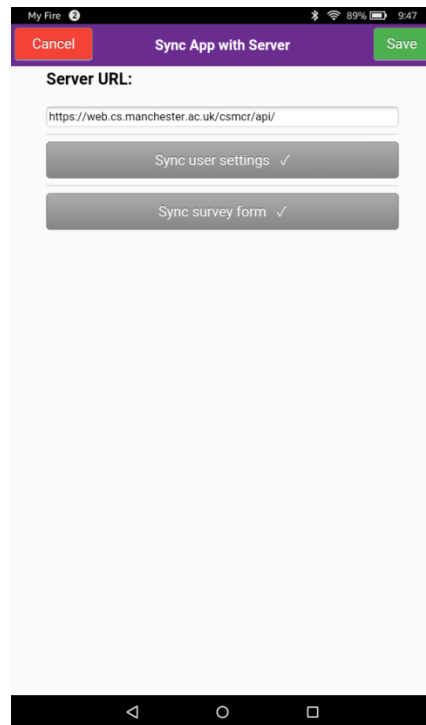 My Fire 2 89% 9:47
Cancel Sync App with Server Save
Server URL:
https://web.cs.manchester.ac.uk/csmcr/api/
Sync user settings ✓
Sync survey form ✓